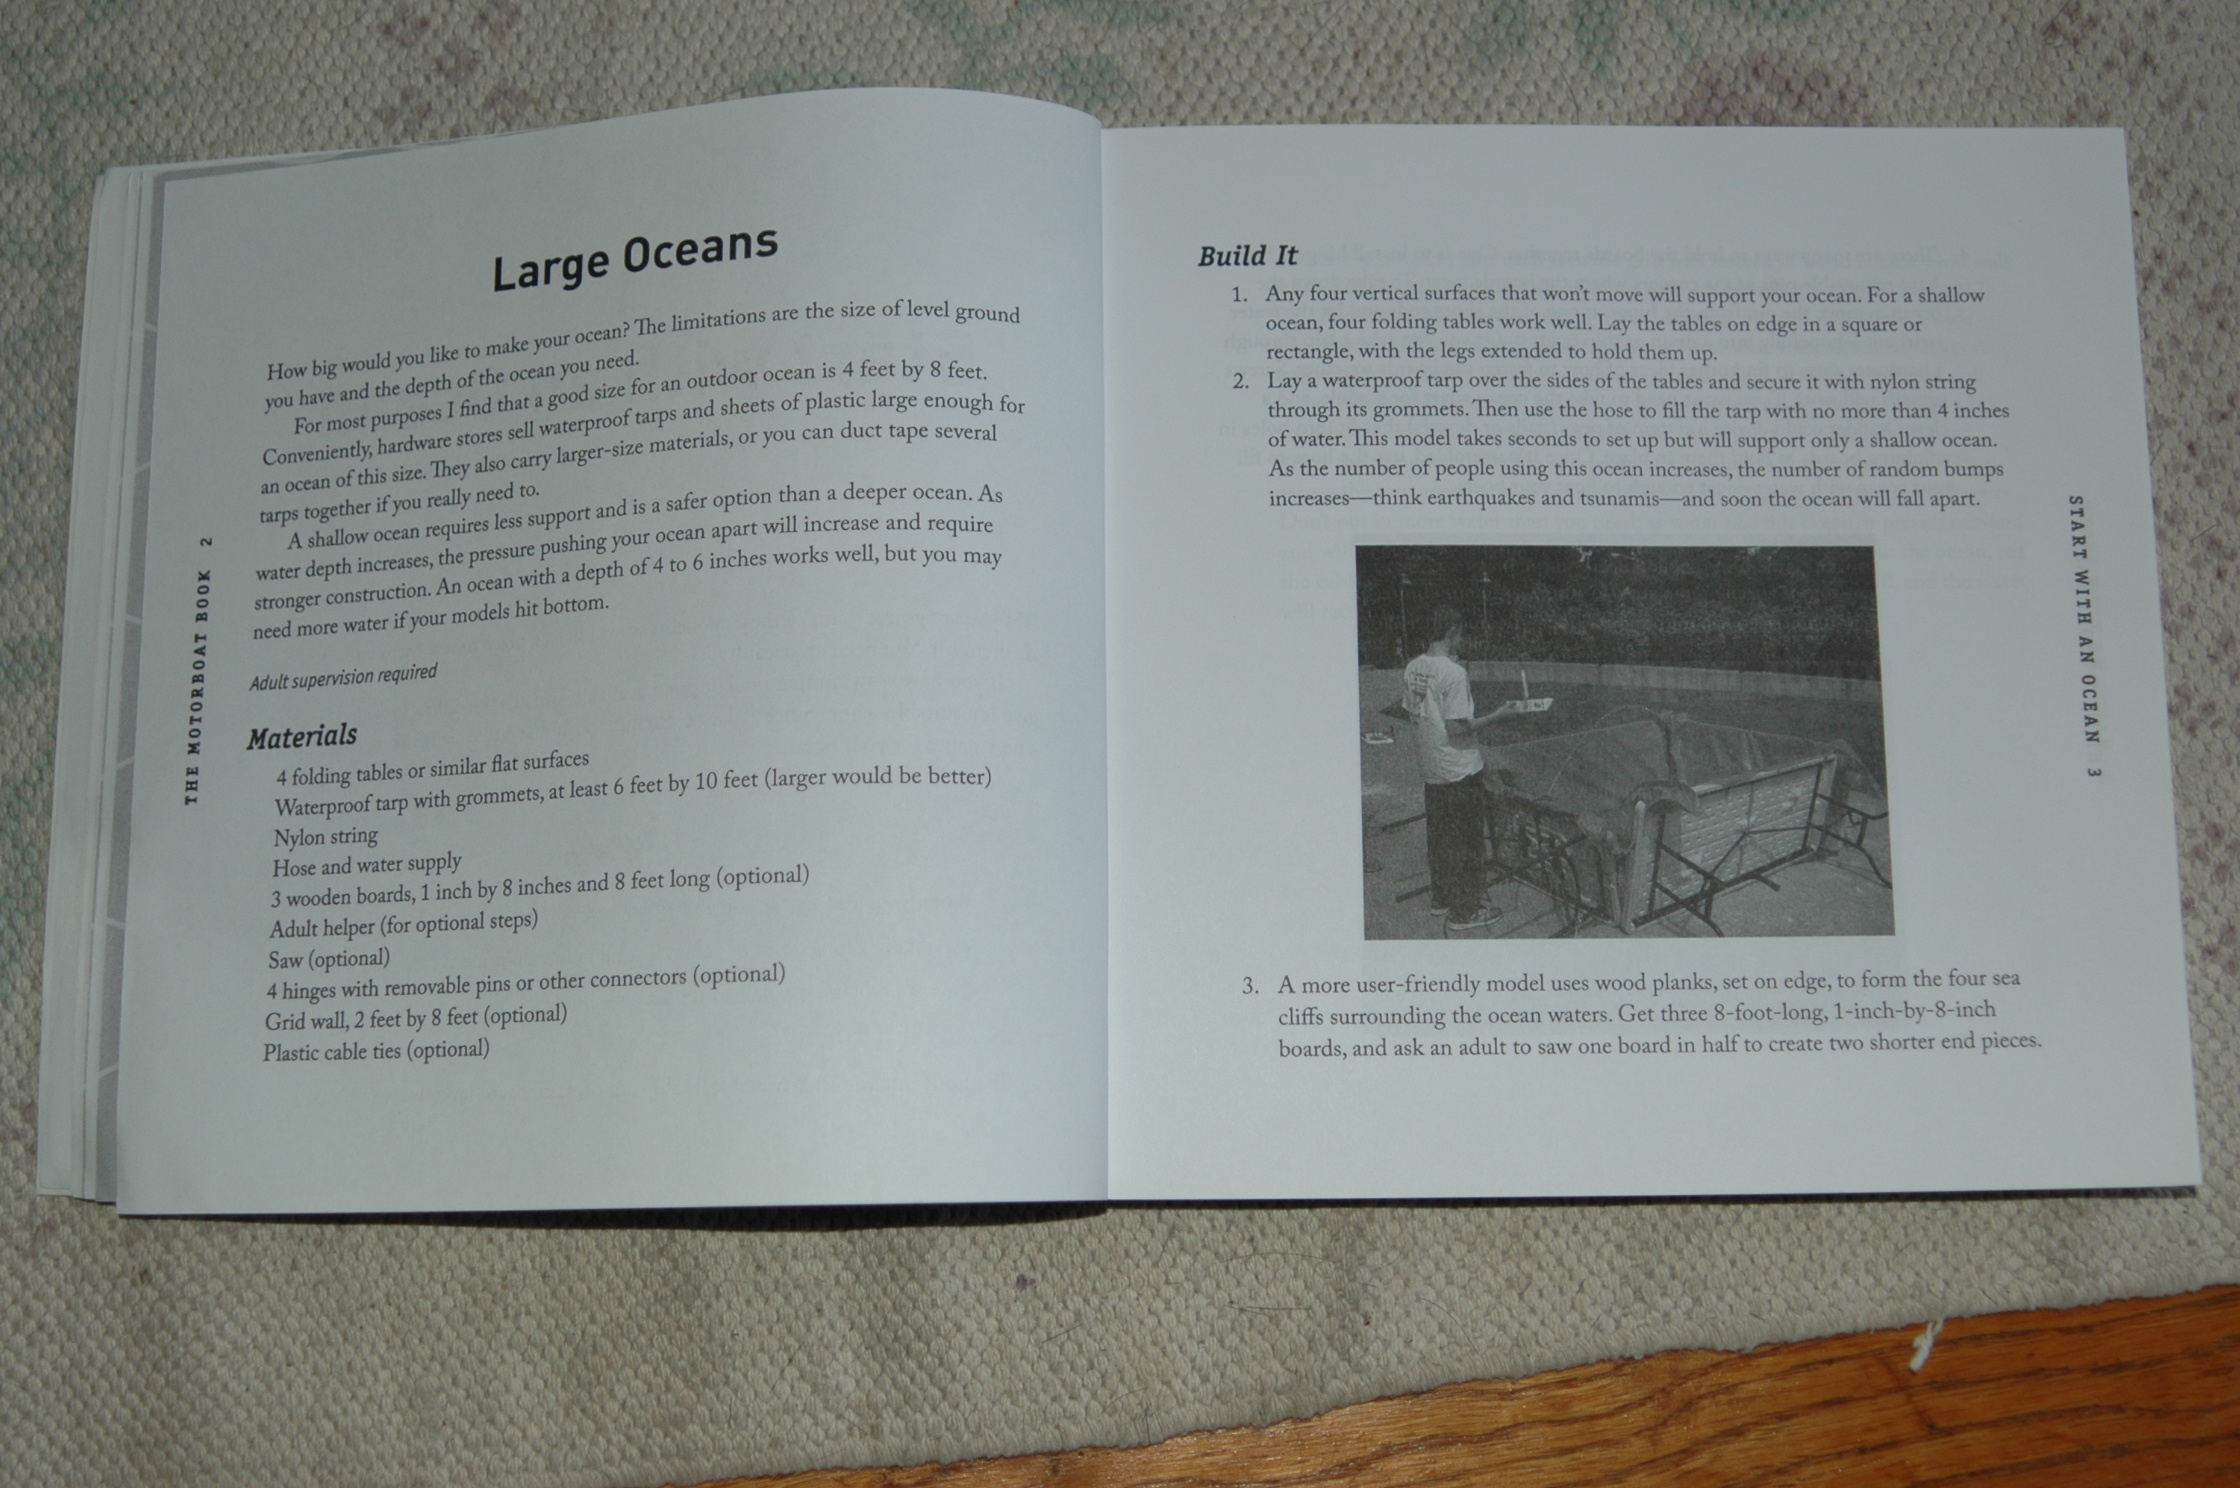 THE MOTORBOAT BOOK 2
Large Oceans
How big would you like to make your ocean? The limitations are the size of level ground
you have and the depth of the ocean you need.
For most purposes I find that a good size for an outdoor ocean is 4 feet by 8 feet.
Conveniently, hardware stores sell waterproof tarps and sheets of plastic large enough for
an ocean of this size. They also carry larger-size materials, or you can duct tape several
tarps together if you really need to.
A shallow ocean requires less support and is a safer option than a deeper ocean. As
water depth increases, the pressure pushing your ocean apart will increase and require
stronger construction. An ocean with a depth of 4 to 6 inches works well, but you may
need more water if your models hit bottom.
Adult supervision required
Materials
4 folding tables or similar flat surfaces
Waterproof tarp with grommets, at least 6 feet by 10 feet (larger would be better)
Nylon string
Hose and water supply
3 wooden boards, 1 inch by 8 inches and 8 feet long (optional)
Adult helper (for optional steps)
Saw (optional)
4 hinges with removable pins or other connectors (optional)
Grid wall, 2 feet by 8 feet (optional)
Plastic cable ties (optional)
Build It
1. Any four vertical surfaces that won't move will support your ocean. For a shallow
ocean, four folding tables work well. Lay the tables on edge in a square or
rectangle, with the legs extended to hold them up.
2. Lay a waterproof tarp over the sides of the tables and secure it with nylon string
through its grommets. Then use the hose to fill the tarp with no more than 4 inches
of water. This model takes seconds to set up but will support only a shallow ocean.
As the number of people using this ocean increases, the number of random bumps
increases—think earthquakes and tsunamis—and soon the ocean will fall apart.
3. A more user-friendly model uses wood planks, set on edge, to form the four sea
cliffs surrounding the ocean waters. Get three 8-foot-long, 1-inch-by-8-inch
boards, and ask an adult to saw one board in half to create two shorter end pieces.
START WITH AN OCEAN 3